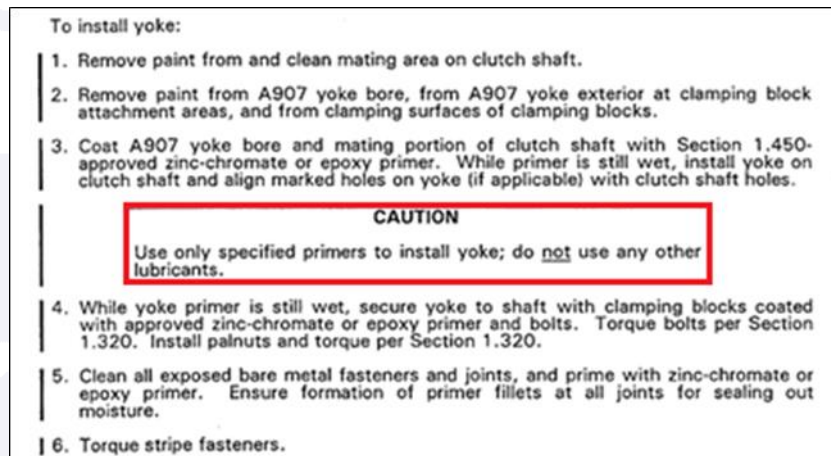 To install yoke:
1. Remove paint from and clean mating area on clutch shaft.
2. Remove paint from A907 yoke bore, from A907 yoke exterior at clamping block
attachment areas, and from clamping surfaces of clamping blocks.
3. Coat A907 yoke bore and mating portion of clutch shaft with Section 1.450-
approved zinc-chromate or epoxy primer. While primer is still wet, install yoke on
clutch shaft and align marked holes on yoke (if applicable) with clutch shaft holes.
CAUTION
Use only specified primers to install yoke; do not use any other
lubricants.
4. While yoke primer is still wet, secure yoke to shaft with clamping blocks coated
with approved zinc-chromate or epoxy primer and bolts. Torque bolts per Section
1.320. Install palnuts and torque per Section 1.320.
5. Clean all exposed bare metal fasteners and joints, and prime with zinc-chromate or
epoxy primer. Ensure formation of primer fillets at all joints for sealing out
moisture.
6. Torque stripe fasteners.